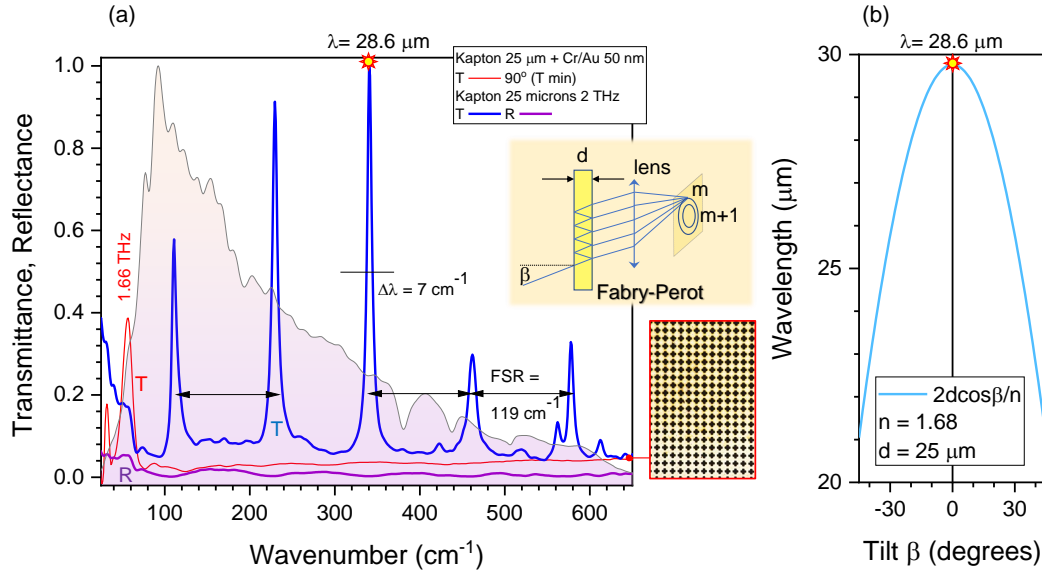 (a)
λ= 28.6 μm
Kapton 25 μm + Cr/Au 50 nm
T 90º (T min)
Kapton 25 microns 2 THz
T R
1.0
0.8
0.6
0.4
0.2
0.0
Transmittance, Reflectance
1.66 THz
T
R
T
Δλ = 7 cm⁻¹
FSR =
119 cm⁻¹
d
lens
m
m+1
β
Fabry-Perot
100 200 300 400 500 600
Wavenumber (cm⁻¹)
(b)
λ= 28.6 μm
30
25
20
Wavelength (μm)
2dcosβ/n
n = 1.68
d = 25 μm
-30 0 30
Tilt β (degrees)